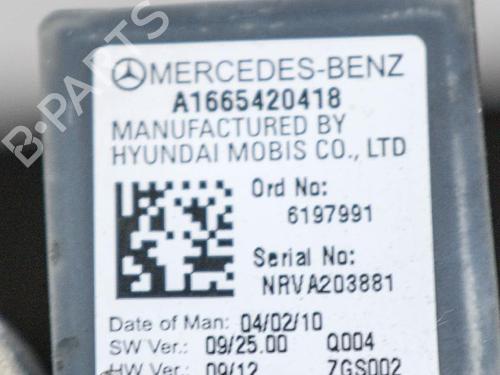 B-PARTS
MERCEDES-BENZ
A1665420418
MANUFACTURED BY
HYUNDAI MOBIS CO., LTD
Ord No:
6197991
Serial No:
NRVA203881
Date of Man: 04/02/10
SW Ver.: 09/25.00 Q004
HW Ver.: 09/12 ZGS002